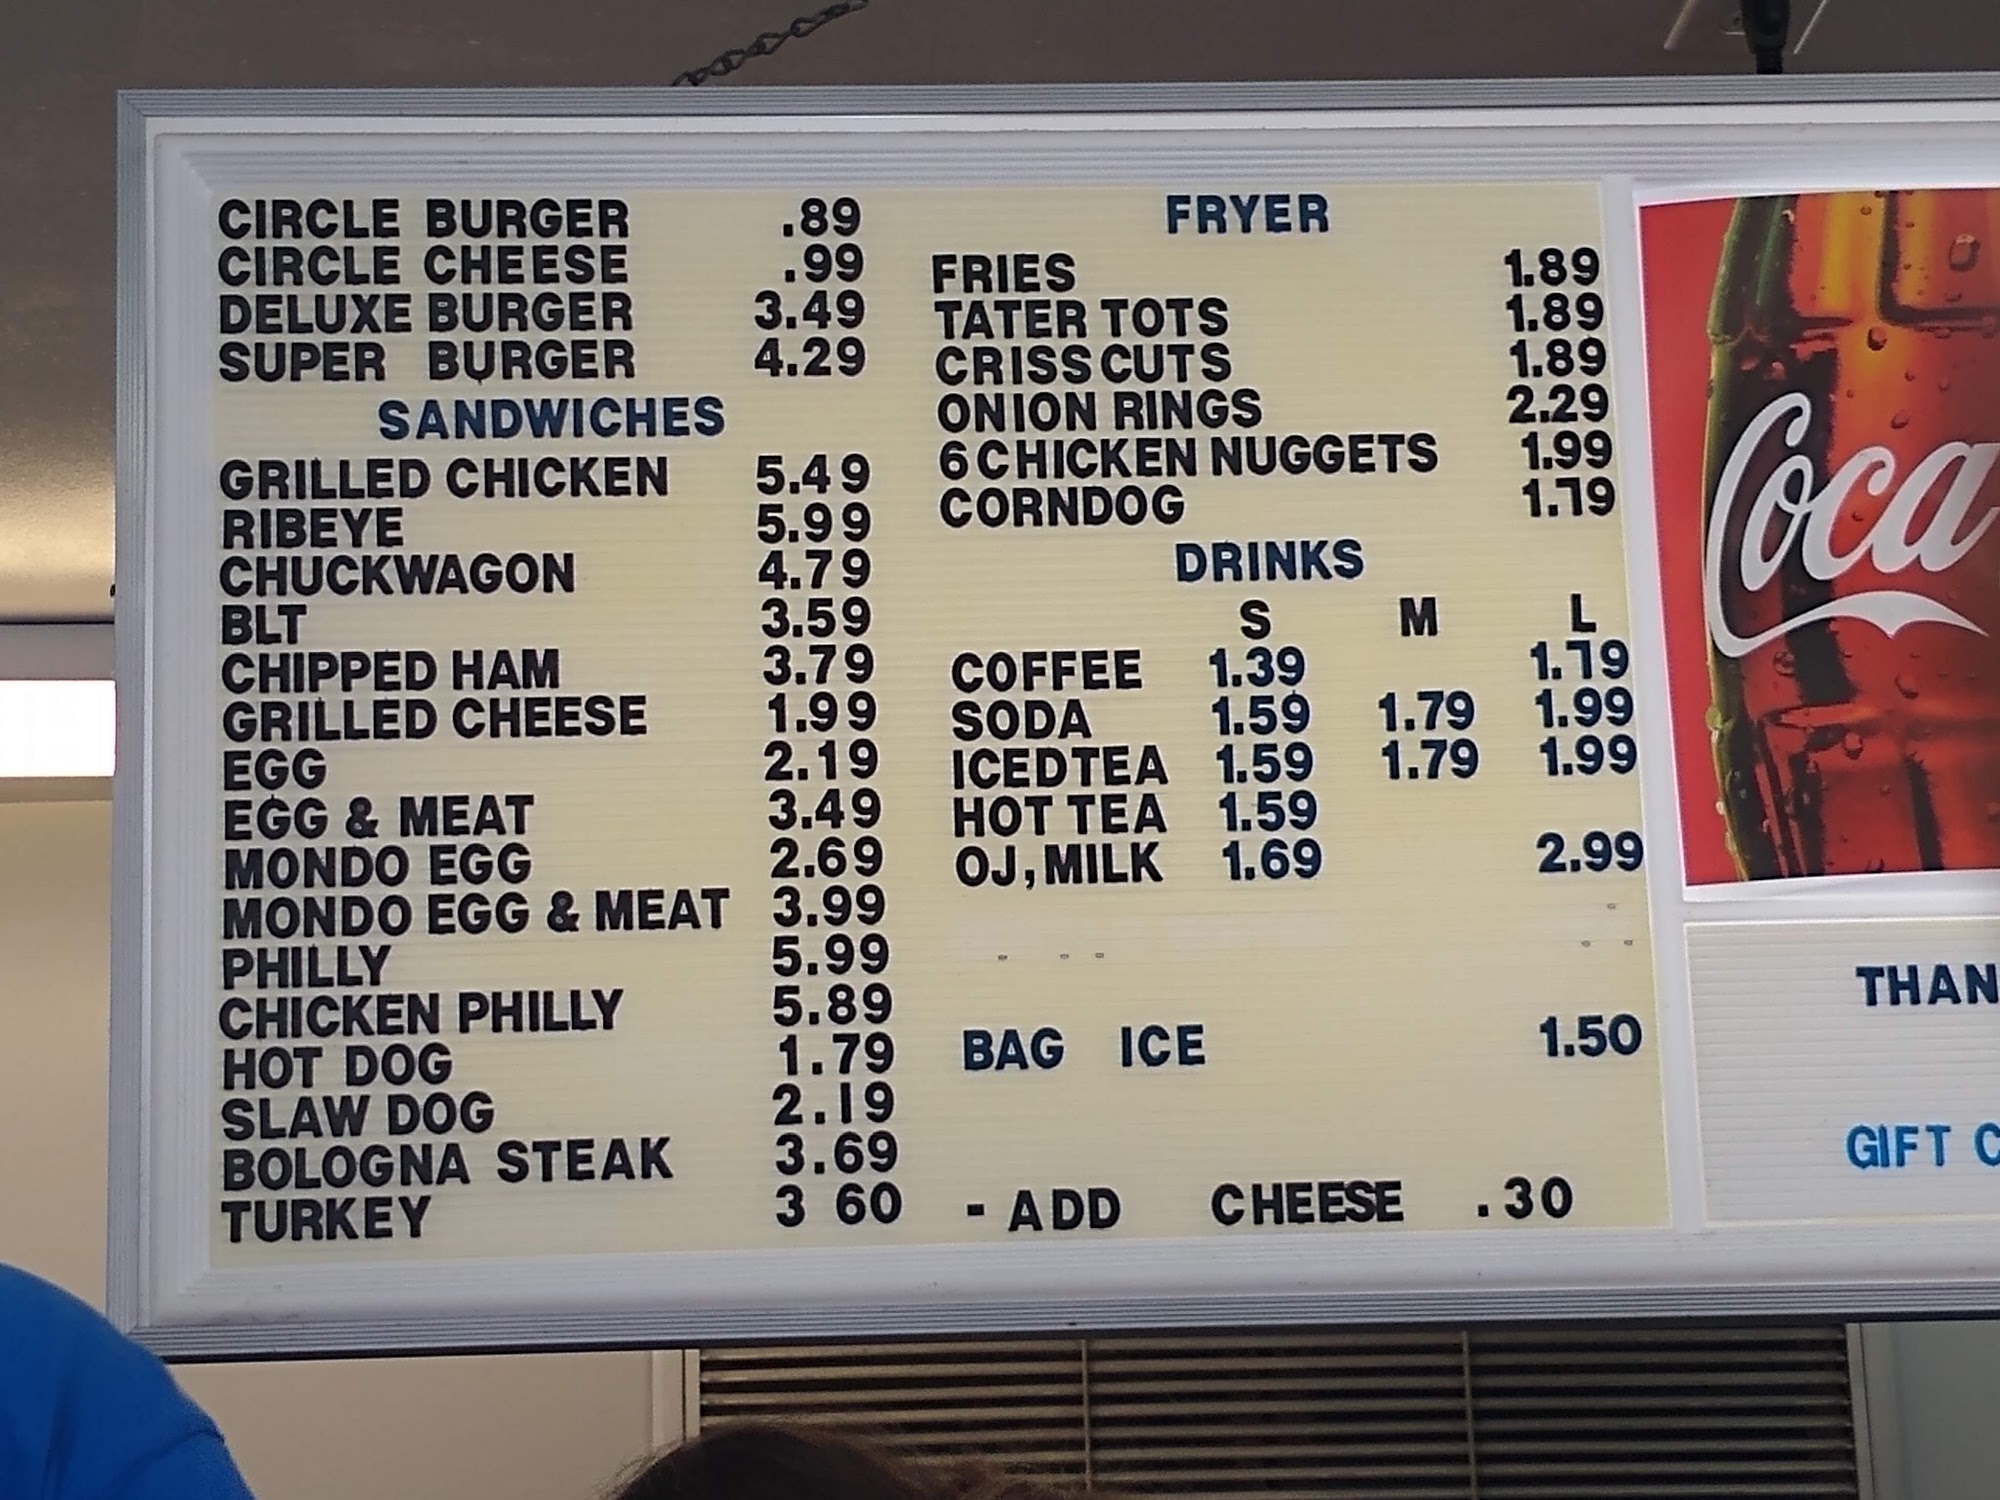 CIRCLE BURGER .89
CIRCLE CHEESE .99
DELUXE BURGER 3.49
SUPER BURGER 4.29
SANDWICHES
GRILLED CHICKEN 5.49
RIBEYE 5.99
CHUCKWAGON 4.79
BLT 3.59
CHIPPED HAM 3.79
GRILLED CHEESE 1.99
EGG 2.19
EGG & MEAT 3.49
MONDO EGG 2.69
MONDO EGG & MEAT 3.99
PHILLY 5.99
CHICKEN PHILLY 5.89
HOT DOG 1.79
SLAW DOG 2.19
BOLOGNA STEAK 3.69
TURKEY 3 60 - ADD CHEESE .30
FRYER
FRIES 1.89
TATER TOTS 1.89
CRISS CUTS 1.89
ONION RINGS 2.29
6 CHICKEN NUGGETS 1.99
CORNDOG 1.79
DRINKS
S M L
COFFEE 1.39 1.79
SODA 1.59 1.79 1.99
ICED TEA 1.59 1.79 1.99
HOT TEA 1.59
OJ, MILK 1.69 2.99
BAG ICE 1.50
Coca
THAN
GIFT C